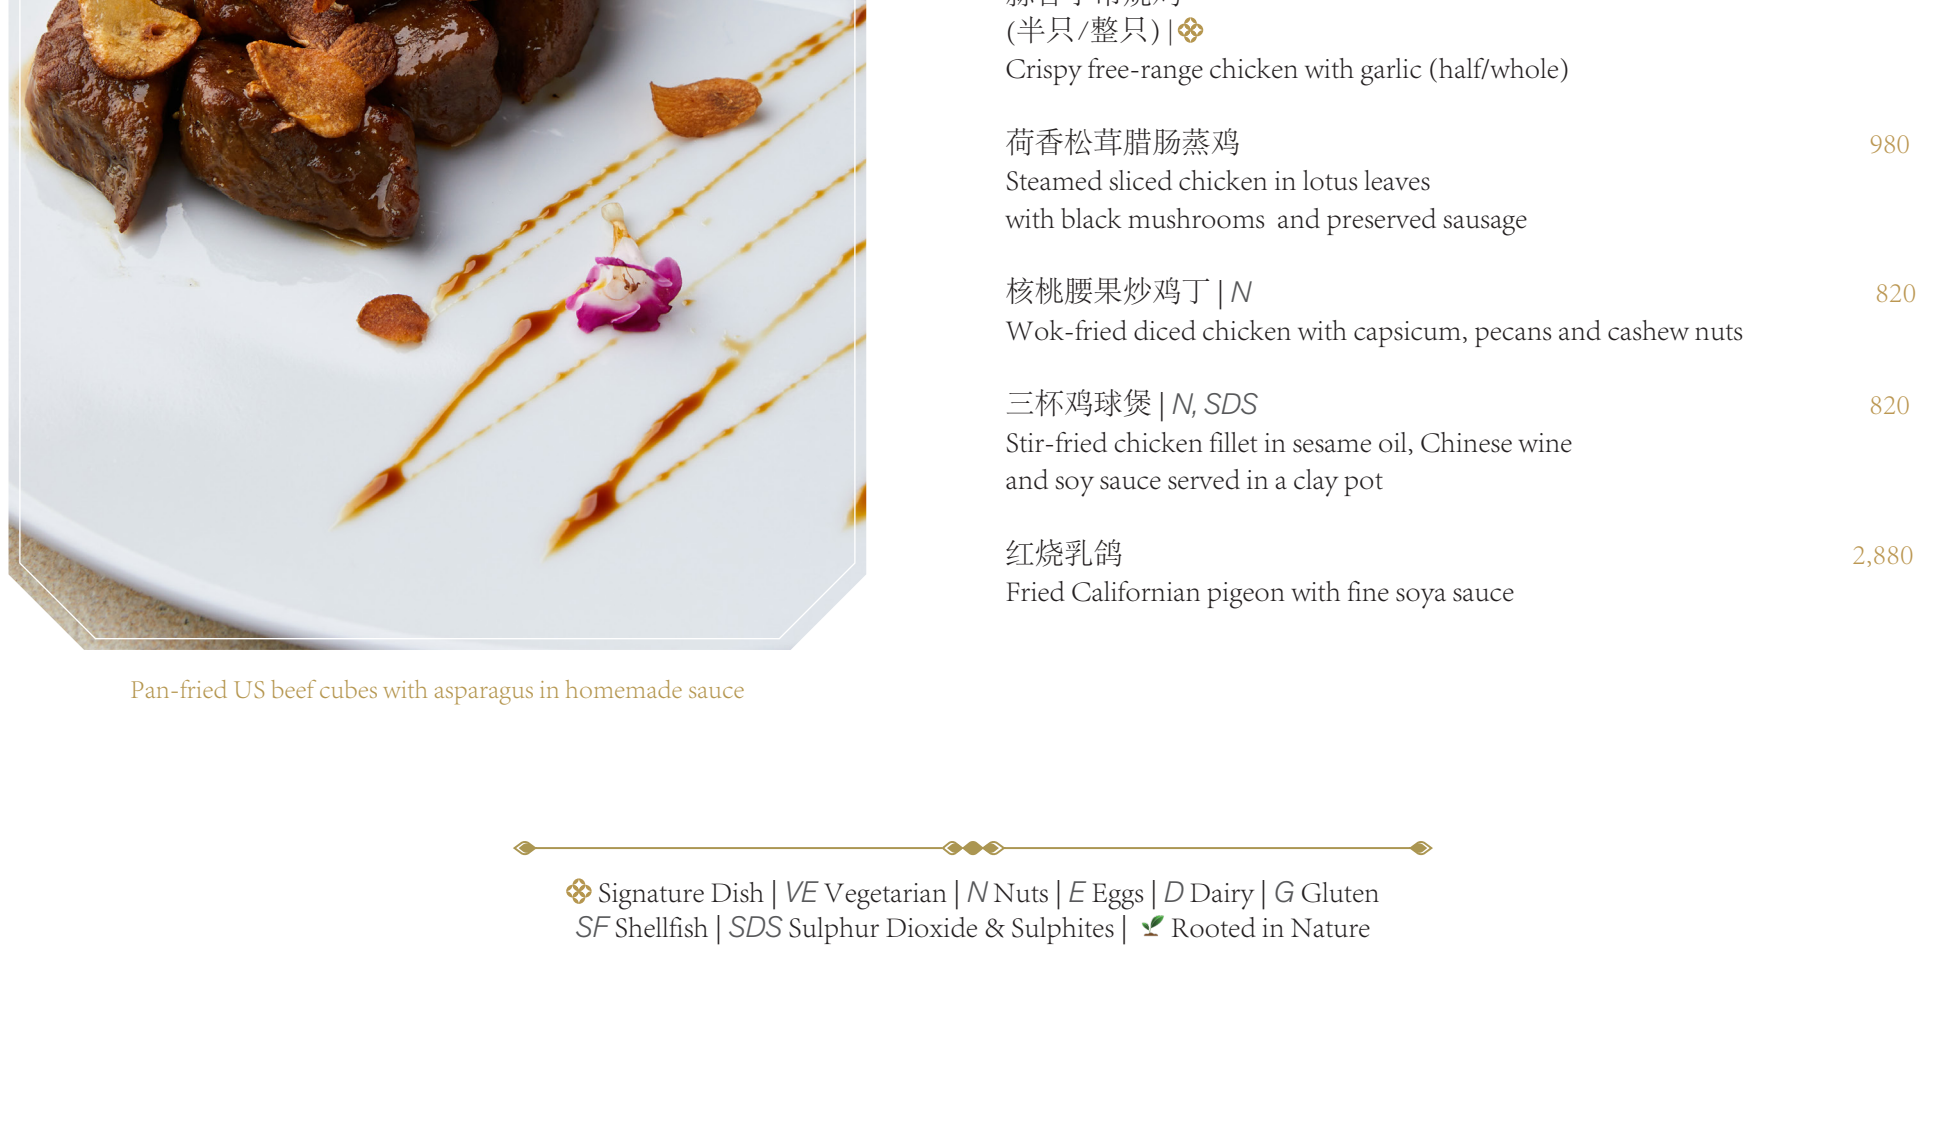 (半只/整只) |
Crispy free-range chicken with garlic (half/whole)
荷香松茸腊肠蒸鸡 980
Steamed sliced chicken in lotus leaves
with black mushrooms and preserved sausage
核桃腰果炒鸡丁 | N 820
Wok-fried diced chicken with capsicum, pecans and cashew nuts
三杯鸡球煲 | N, SDS 820
Stir-fried chicken fillet in sesame oil, Chinese wine
and soy sauce served in a clay pot
红烧乳鸽 2,880
Fried Californian pigeon with fine soya sauce
Pan-fried US beef cubes with asparagus in homemade sauce
Signature Dish | VE Vegetarian | N Nuts | E Eggs | D Dairy | G Gluten
SF Shellfish | SDS Sulphur Dioxide & Sulphites | Rooted in Nature